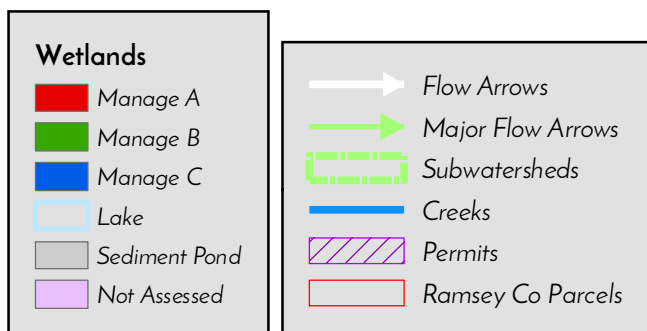 Wetlands
Manage A
Manage B
Manage C
Lake
Sediment Pond
Not Assessed
Flow Arrows
Major Flow Arrows
Subwatersheds
Creeks
Permits
Ramsey Co Parcels